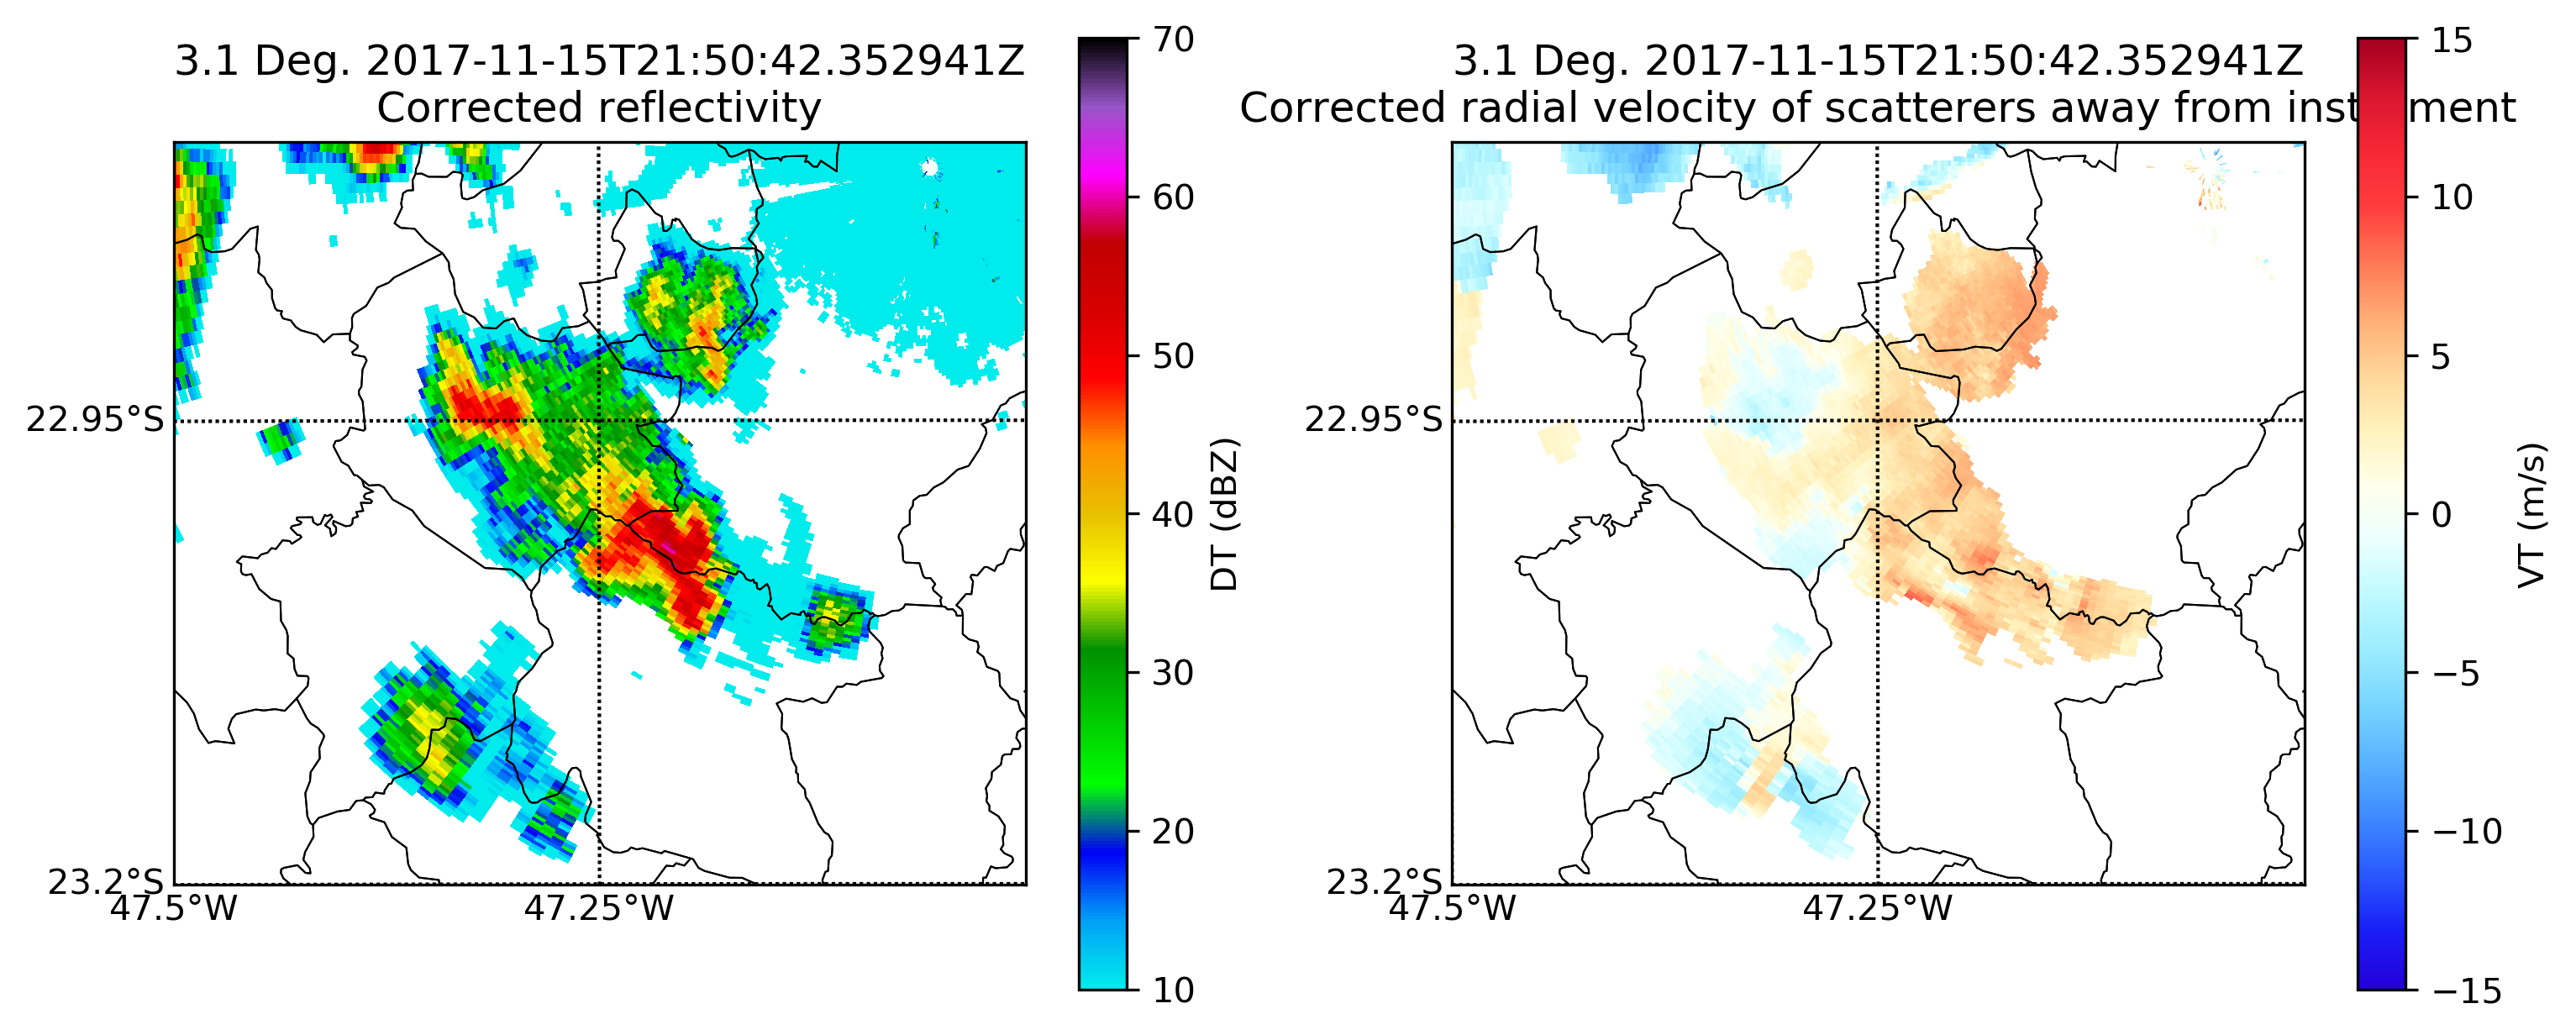 3.1 Deg. 2017-11-15T21:50:42.352941Z
Corrected reflectivity
22.95°S
23.2°S
47.5°W
47.25°W
70
60
50
40
30
20
10
DT (dBZ)
3.1 Deg. 2017-11-15T21:50:42.352941Z
Corrected radial velocity of scatterers away from inst ment
22.95°S
23.2°S
47.5°W
47.25°W
15
10
5
0
−5
−10
−15
VT (m/s)